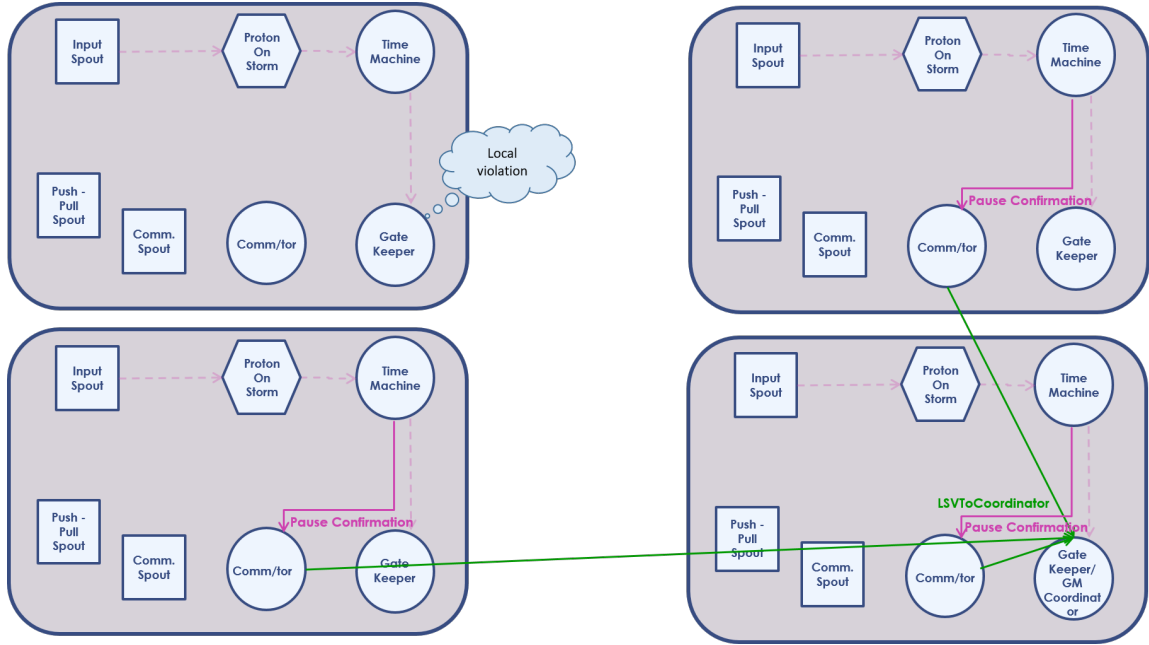 Input
Spout
Proton
On
Storm
Time
Machine
Local
violation
Push -
Pull
Spout
Comm.
Spout
Comm/tor
Gate
Keeper
Input
Spout
Proton
On
Storm
Time
Machine
Pause Confirmation
Push -
Pull
Spout
Comm.
Spout
Comm/tor
Gate
Keeper
Input
Spout
Proton
On
Storm
Time
Machine
Pause Confirmation
Push -
Pull
Spout
Comm.
Spout
Comm/tor
Gate
Keeper
Input
Spout
Proton
On
Storm
Time
Machine
LSVToCoordinator
Pause Confirmation
Push -
Pull
Spout
Comm.
Spout
Comm/tor
Gate
Keeper/
GM
Coordinat
or